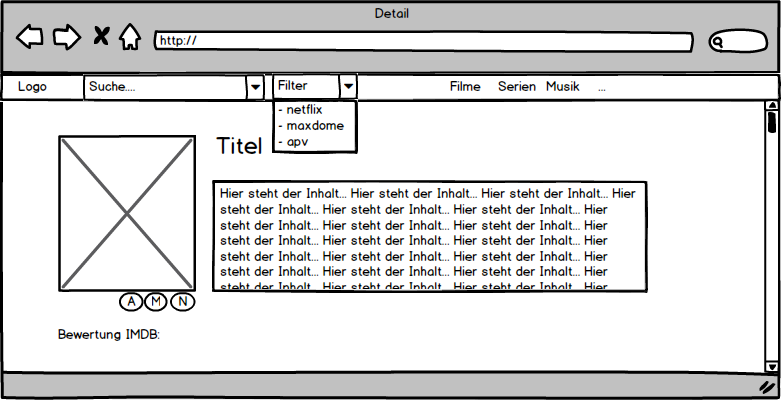 Detail
http://
Logo
Suche....
Filter
Filme
Serien
Musik
...
- netflix
- maxdome
- apv
Titel
Hier steht der Inhalt... Hier steht der Inhalt... Hier steht der Inhalt... Hier
steht der Inhalt... Hier steht der Inhalt... Hier steht der Inhalt... Hier
steht der Inhalt... Hier steht der Inhalt... Hier steht der Inhalt... Hier
steht der Inhalt... Hier steht der Inhalt... Hier steht der Inhalt... Hier
steht der Inhalt... Hier steht der Inhalt... Hier steht der Inhalt... Hier
steht der Inhalt... Hier steht der Inhalt... Hier steht der Inhalt... Hier
steht der Inhalt... Hier steht der Inhalt... Hier steht der Inhalt... Hier
A
M
N
Bewertung IMDB: